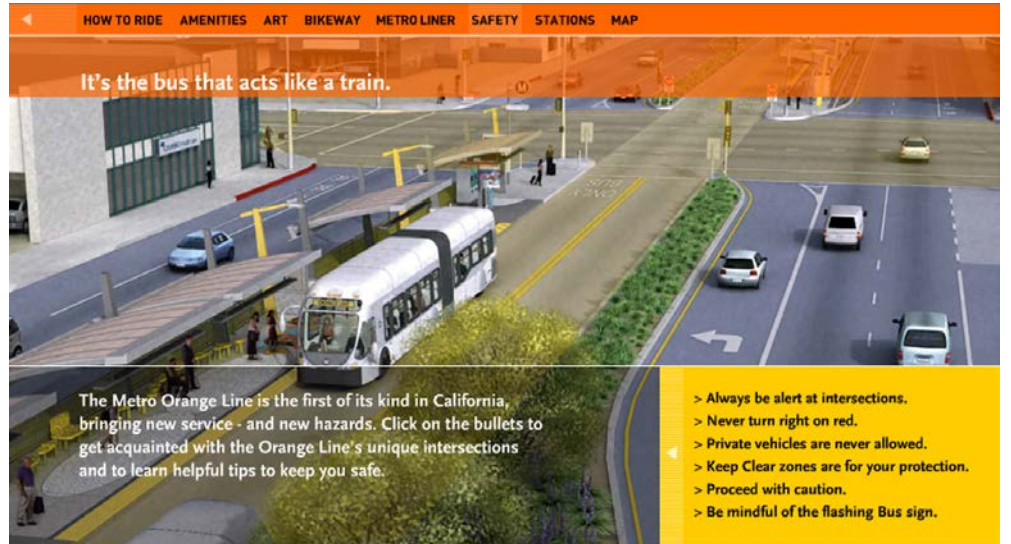 HOW TO RIDE AMENITIES ART BIKEWAY METRO LINER SAFETY STATIONS MAP
It's the bus that acts like a train.
The Metro Orange Line is the first of its kind in California,
bringing new service - and new hazards. Click on the bullets to
get acquainted with the Orange Line's unique intersections
and to learn helpful tips to keep you safe.
> Always be alert at intersections.
> Never turn right on red.
> Private vehicles are never allowed.
> Keep Clear zones are for your protection.
> Proceed with caution.
> Be mindful of the flashing Bus sign.
BUS
ONLY